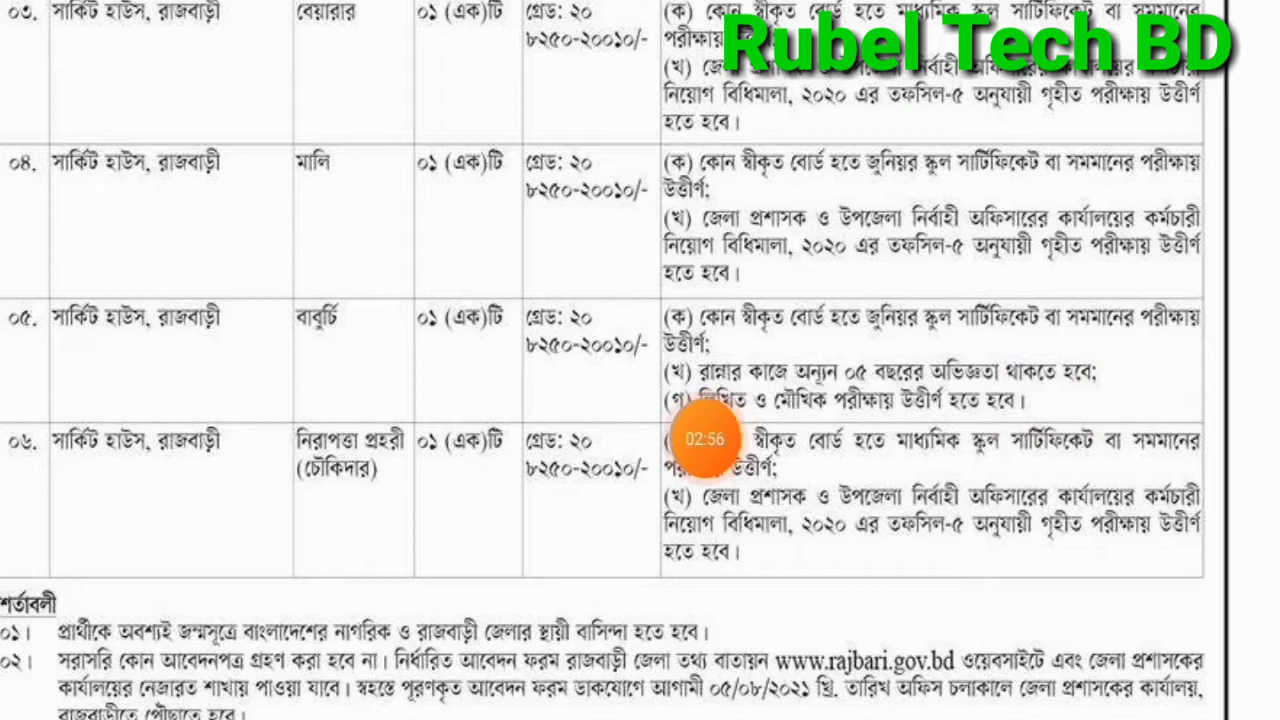 Rubel Tech BD
০৩. সার্কিট হাউস, রাজবাড়ী বেয়ারার ০১ (এক)টি গ্রেড: ২০ (ক) কোন স্বীকৃত বোর্ড হতে মাধ্যমিক স্কুল সার্টিফিকেট বা সমমানের
৮২৫০-২০০১০/- পরীক্ষায়
(খ) জেলা ও উপজেলা নির্বাহী অফিসারের কার্যালয়ের কর্মচারী
নিয়োগ বিধিমালা, ২০২০ এর তফসিল-৫ অনুযায়ী গৃহীত পরীক্ষায় উত্তীর্ণ
হতে হবে।
০৪. সার্কিট হাউস, রাজবাড়ী মালি ০১ (এক)টি গ্রেড: ২০ (ক) কোন স্বীকৃত বোর্ড হতে জুনিয়র স্কুল সার্টিফিকেট বা সমমানের পরীক্ষায়
৮২৫০-২০০১০/- উত্তীর্ণ;
(খ) জেলা প্রশাসক ও উপজেলা নির্বাহী অফিসারের কার্যালয়ের কর্মচারী
নিয়োগ বিধিমালা, ২০২০ এর তফসিল-৫ অনুযায়ী গৃহীত পরীক্ষায় উত্তীর্ণ
হতে হবে।
০৫. সার্কিট হাউস, রাজবাড়ী বাবুর্চি ০১ (এক)টি গ্রেড: ২০ (ক) কোন স্বীকৃত বোর্ড হতে জুনিয়র স্কুল সার্টিফিকেট বা সমমানের পরীক্ষায়
৮২৫০-২০০১০/- উত্তীর্ণ;
(খ) রান্নার কাজে অন্যূন ০৫ বছরের অভিজ্ঞতা থাকতে হবে;
(গ) লিখিত ও মৌখিক পরীক্ষায় উত্তীর্ণ হতে হবে।
০৬. সার্কিট হাউস, রাজবাড়ী নিরাপত্তা প্রহরী ০১ (এক)টি গ্রেড: ২০ স্বীকৃত বোর্ড হতে মাধ্যমিক স্কুল সার্টিফিকেট বা সমমানের
(চৌকিদার) ৮২৫০-২০০১০/- উত্তীর্ণ;
02:56
(খ) জেলা প্রশাসক ও উপজেলা নির্বাহী অফিসারের কার্যালয়ের কর্মচারী
নিয়োগ বিধিমালা, ২০২০ এর তফসিল-৫ অনুযায়ী গৃহীত পরীক্ষায় উত্তীর্ণ
হতে হবে।
শর্তাবলী
০১। প্রার্থীকে অবশ্যই জন্মসূত্রে বাংলাদেশের নাগরিক ও রাজবাড়ী জেলার স্থায়ী বাসিন্দা হতে হবে।
০২। সরাসরি কোন আবেদনপত্র গ্রহণ করা হবে না। নির্ধারিত আবেদন ফরম রাজবাড়ী জেলা তথ্য বাতায়ন www.rajbari.gov.bd ওয়েবসাইটে এবং জেলা প্রশাসকের
কার্যালয়ের নেজারত শাখায় পাওয়া যাবে। স্বহস্তে পূরণকৃত আবেদন ফরম ডাকযোগে আগামী ০৫/০৮/২০২১ খ্রি. তারিখ অফিস চলাকালে জেলা প্রশাসকের কার্যালয়,
রাজবাড়ীতে পৌঁছাতে হবে।